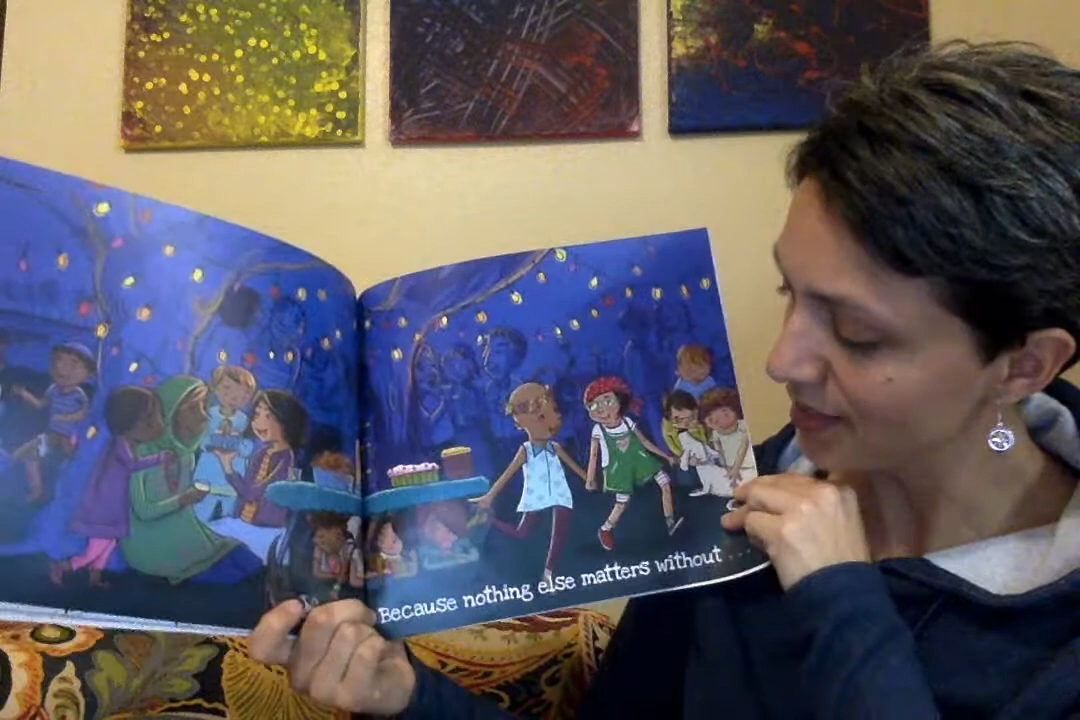 Because nothing else matters without . . .